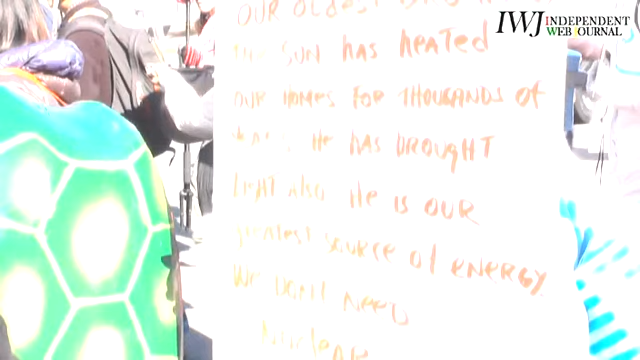 IWJ INDEPENDENT
WEB JOURNAL
OUR OLDEST
THE SUN HAS HEATED
OUR HOMES FOR THOUSANDS OF
HE HAS BROUGHT
LIGHT ALSO HE IS OUR
GREATEST SOURCE OF ENERGY
WE DON'T NEED
NUCLEAR